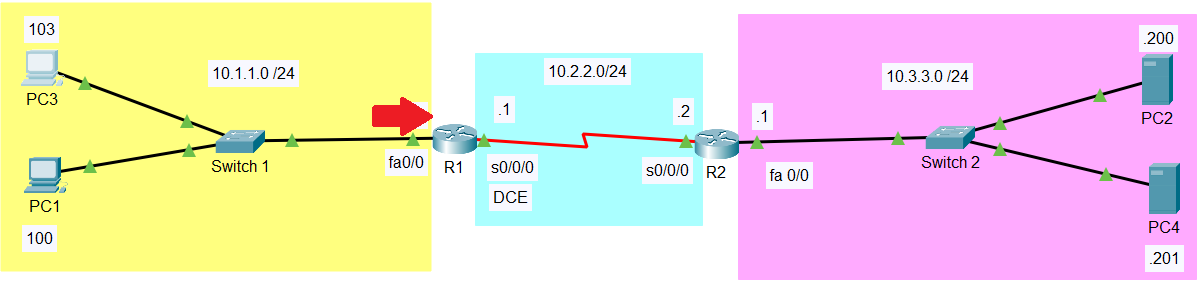 103
PC3
10.1.1.0 /24
Switch 1
PC1
100
fa0/0
R1
10.2.2.0/24
.1
.2
s0/0/0
DCE
s0/0/0
R2
10.3.3.0 /24
.1
fa 0/0
Switch 2
.200
PC2
PC4
.201